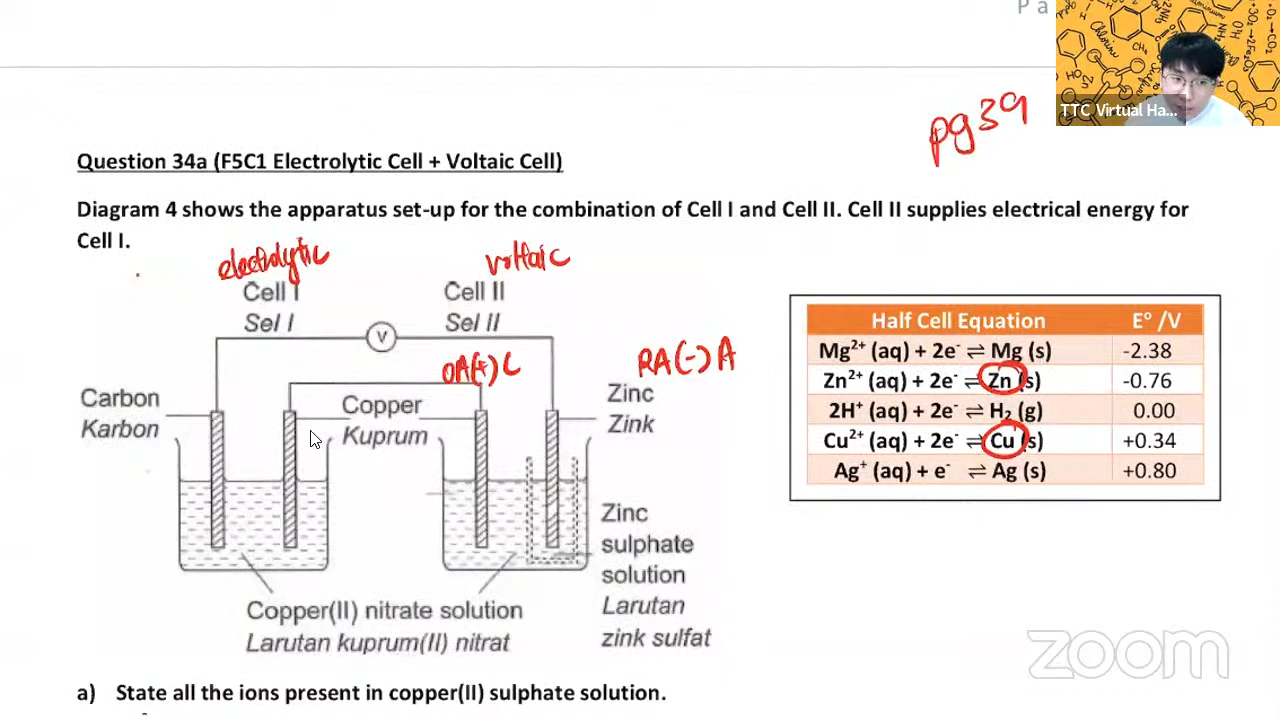 P a
TTC Virtual Ha...
pg39
Question 34a (F5C1 Electrolytic Cell + Voltaic Cell)
Diagram 4 shows the apparatus set-up for the combination of Cell I and Cell II. Cell II supplies electrical energy for
Cell I.
electrolytic
voltaic
Cell I
Sel I
Cell II
Sel II
V
OA(+) C
RA(-) A
Carbon
Karbon
Copper
Kuprum
Zinc
Zink
Zinc
sulphate
solution
Larutan
zink sulfat
Copper(II) nitrate solution
Larutan kuprum(II) nitrat
Half Cell Equation E° /V
Mg²⁺ (aq) + 2e⁻ ⇌ Mg (s) -2.38
Zn²⁺ (aq) + 2e⁻ ⇌ Zn (s) -0.76
2H⁺ (aq) + 2e⁻ ⇌ H₂ (g) 0.00
Cu²⁺ (aq) + 2e⁻ ⇌ Cu (s) +0.34
Ag⁺ (aq) + e⁻ ⇌ Ag (s) +0.80
zoom
a) State all the ions present in copper(II) sulphate solution.